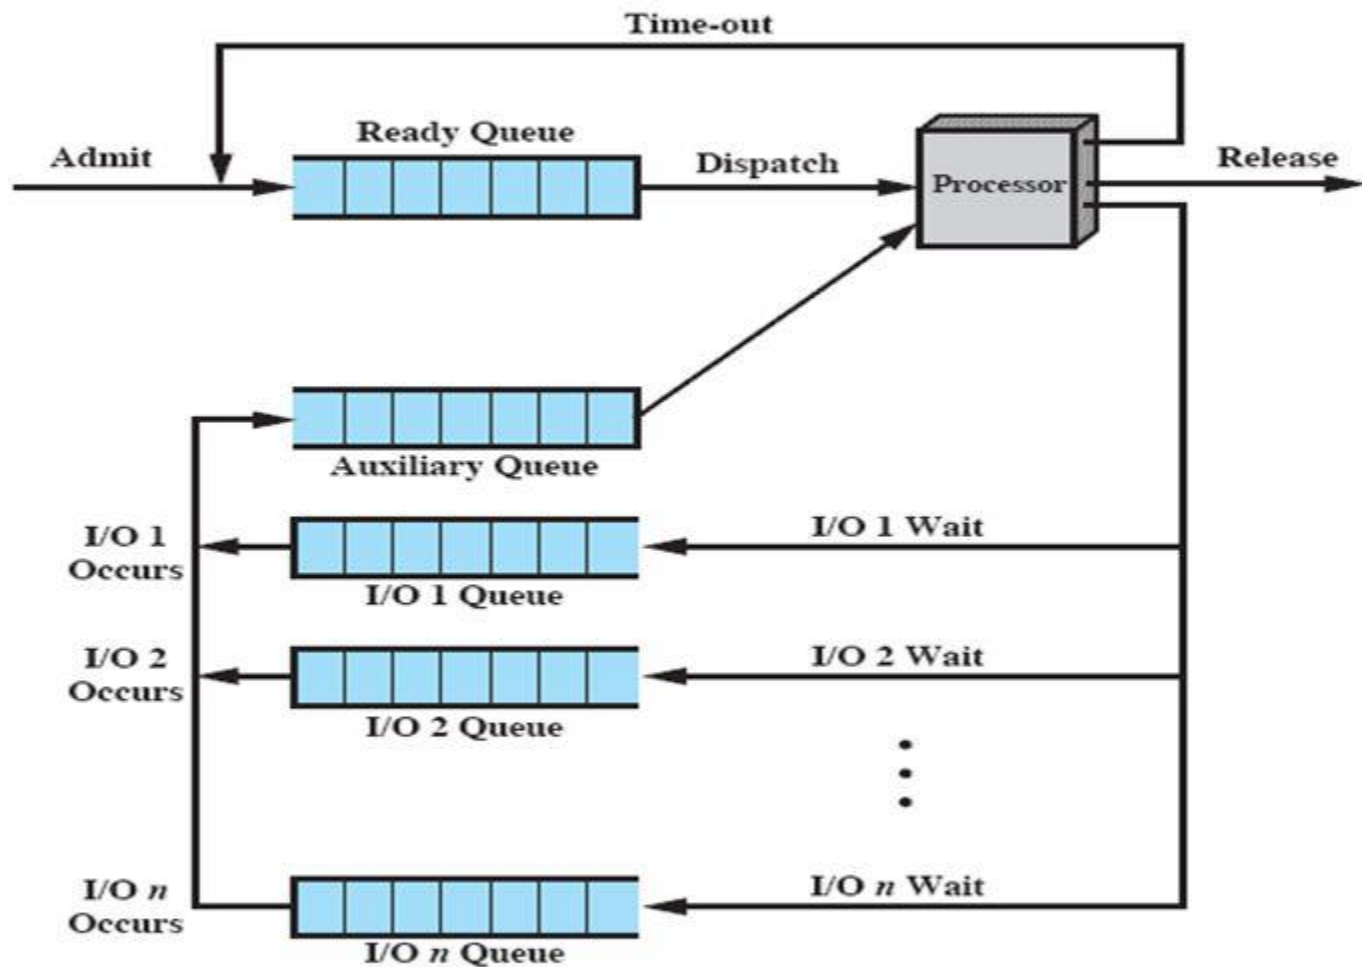 Time-out
Ready Queue
Admit
Dispatch
Processor
Release
Auxiliary Queue
I/O 1
Occurs
I/O 1 Wait
I/O 1 Queue
I/O 2
Occurs
I/O 2 Wait
I/O 2 Queue
I/O n
Occurs
I/O n Wait
I/O n Queue